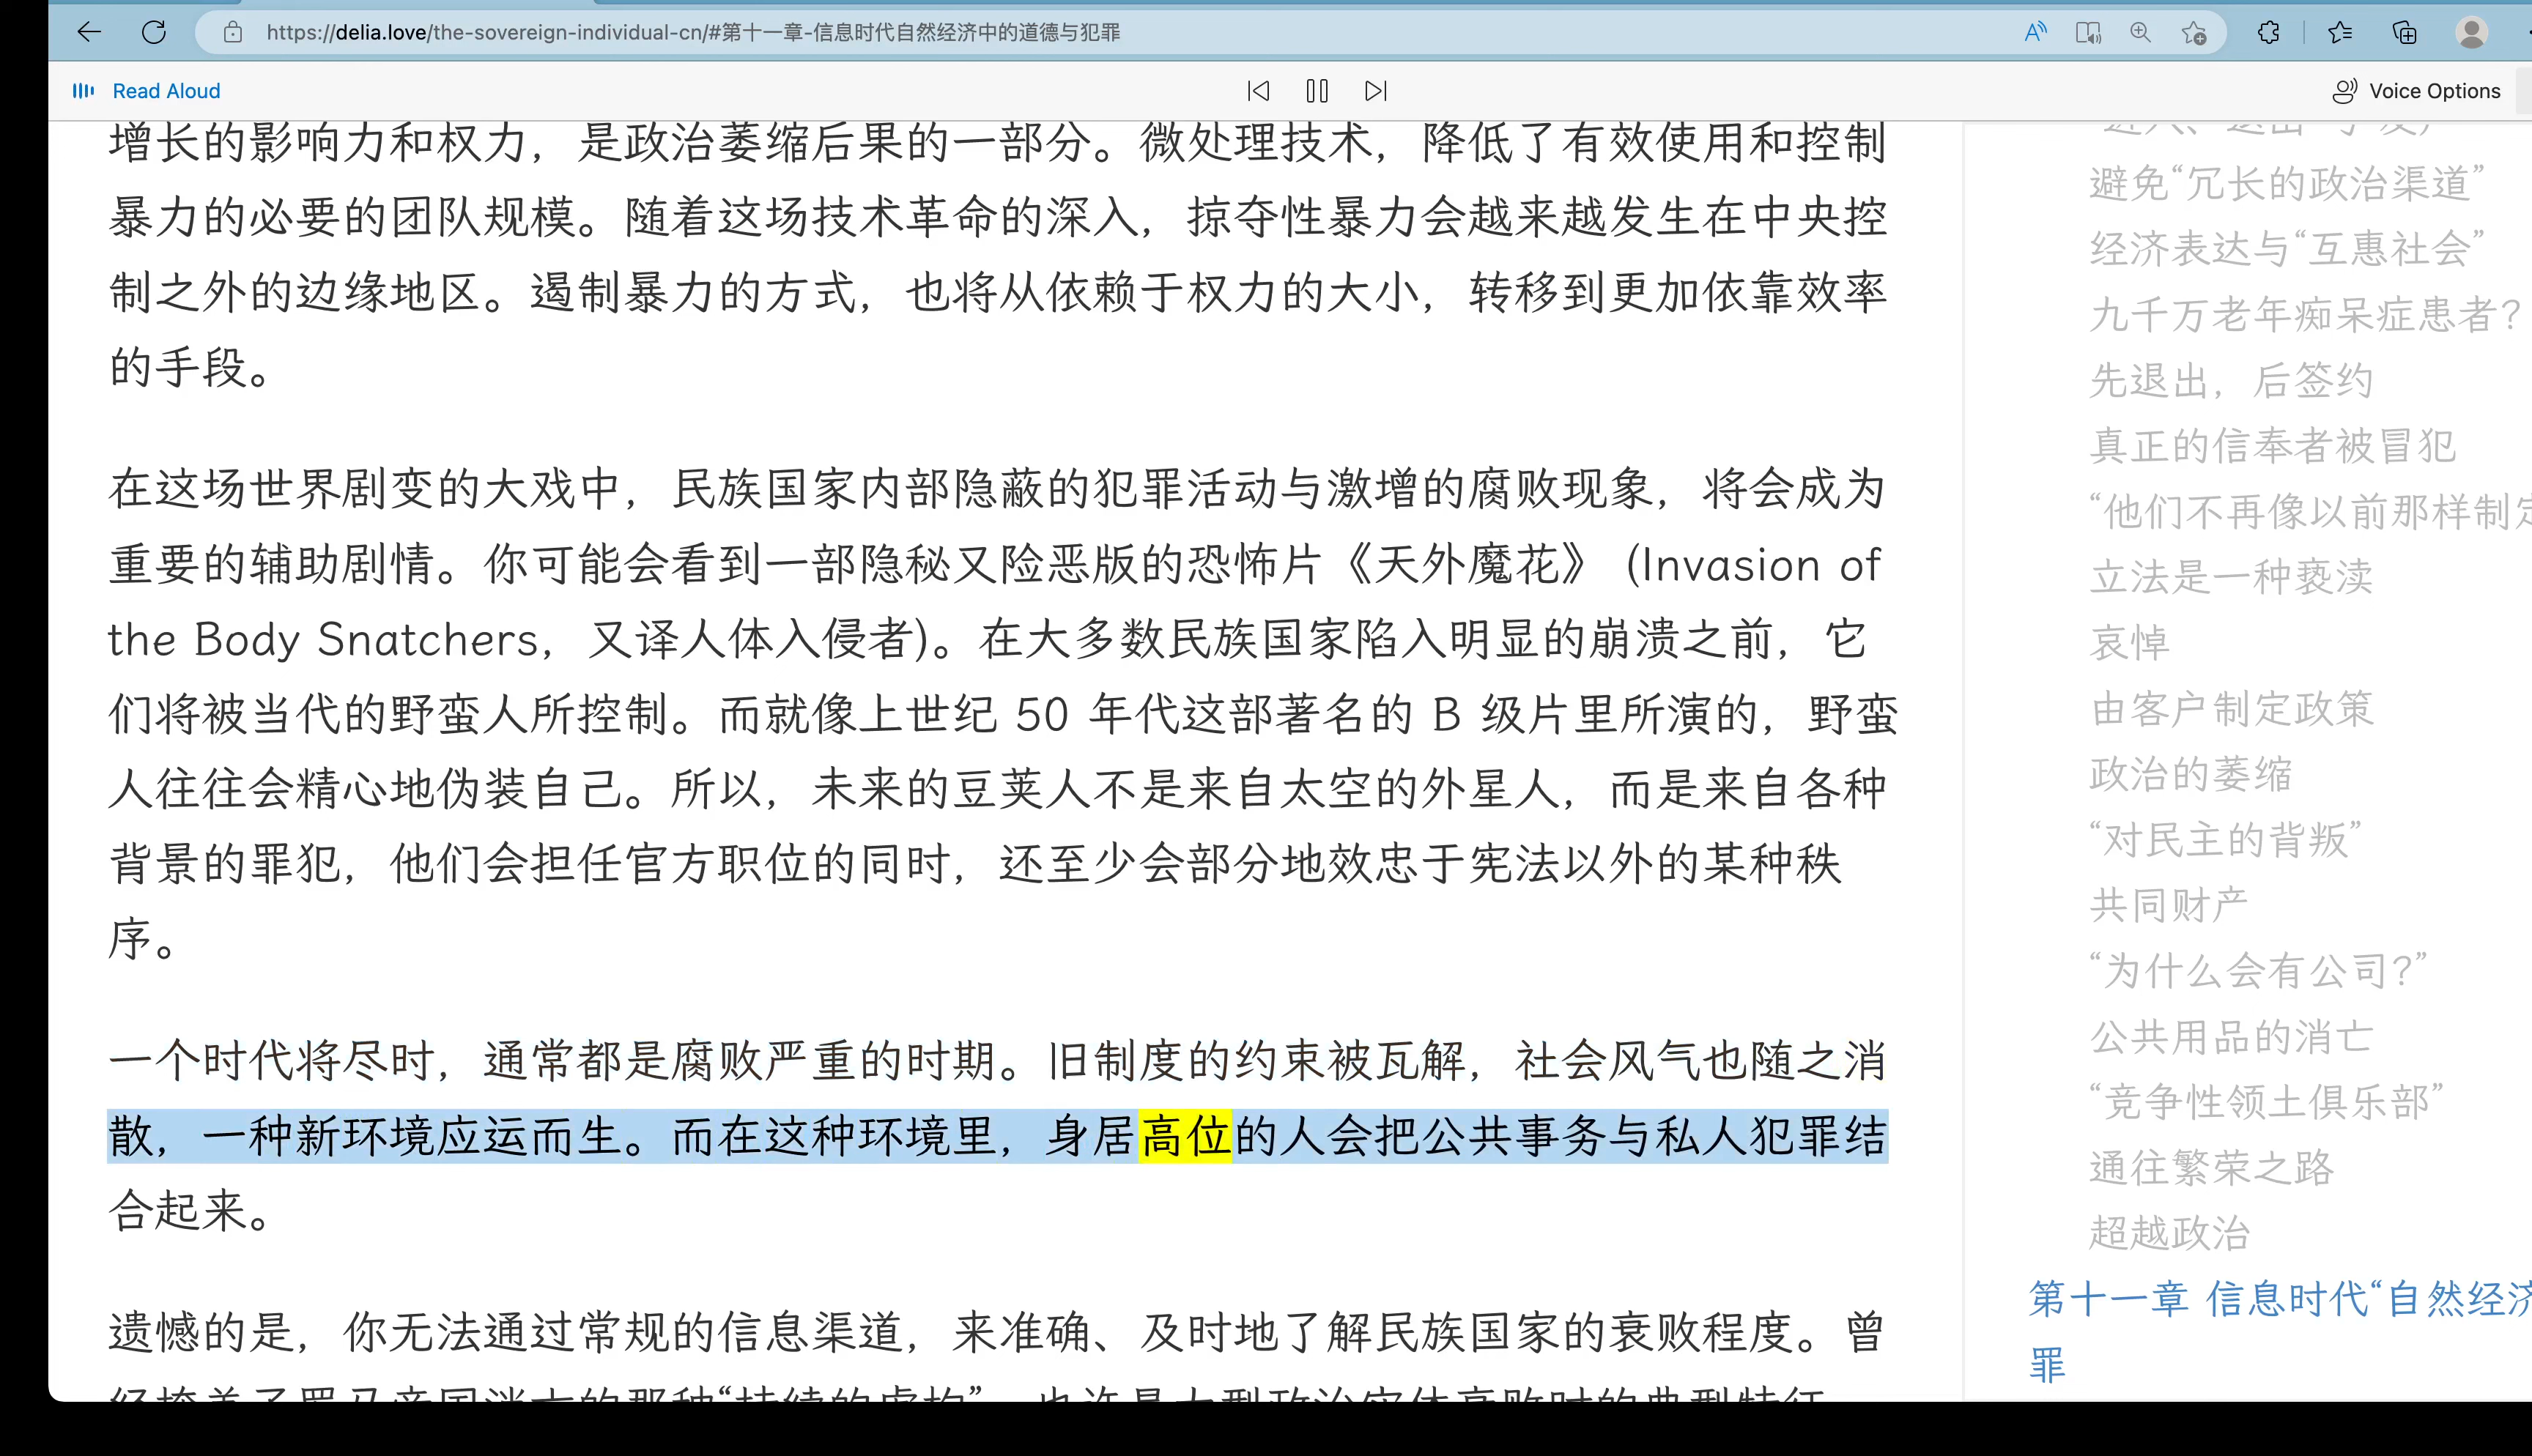 https://delia.love/the-sovereign-individual-cn/#第十一章-信息时代自然经济中的道德与犯罪
Read Aloud
Voice Options
增长的影响力和权力，是政治萎缩后果的一部分。微处理技术，降低了有效使用和控制
暴力的必要的团队规模。随着这场技术革命的深入，掠夺性暴力会越来越发生在中央控
制之外的边缘地区。遏制暴力的方式，也将从依赖于权力的大小，转移到更加依靠效率
的手段。
在这场世界剧变的大戏中，民族国家内部隐蔽的犯罪活动与激增的腐败现象，将会成为
重要的辅助剧情。你可能会看到一部隐秘又险恶版的恐怖片《天外魔花》 (Invasion of
the Body Snatchers，又译人体入侵者)。在大多数民族国家陷入明显的崩溃之前，它
们将被当代的野蛮人所控制。而就像上世纪 50 年代这部著名的 B 级片里所演的，野蛮
人往往会精心地伪装自己。所以，未来的豆荚人不是来自太空的外星人，而是来自各种
背景的罪犯，他们会担任官方职位的同时，还至少会部分地效忠于宪法以外的某种秩
序。
一个时代将尽时，通常都是腐败严重的时期。旧制度的约束被瓦解，社会风气也随之消
散，一种新环境应运而生。而在这种环境里，身居高位的人会把公共事务与私人犯罪结
合起来。
遗憾的是，你无法通过常规的信息渠道，来准确、及时地了解民族国家的衰败程度。曾
避免“冗长的政治渠道”
经济表达与“互惠社会”
九千万老年痴呆症患者？
先退出，后签约
真正的信奉者被冒犯
“他们不再像以前那样制定
立法是一种亵渎
哀悼
由客户制定政策
政治的萎缩
“对民主的背叛”
共同财产
“为什么会有公司？”
公共用品的消亡
“竞争性领土俱乐部”
通往繁荣之路
超越政治
第十一章 信息时代“自然经济
罪